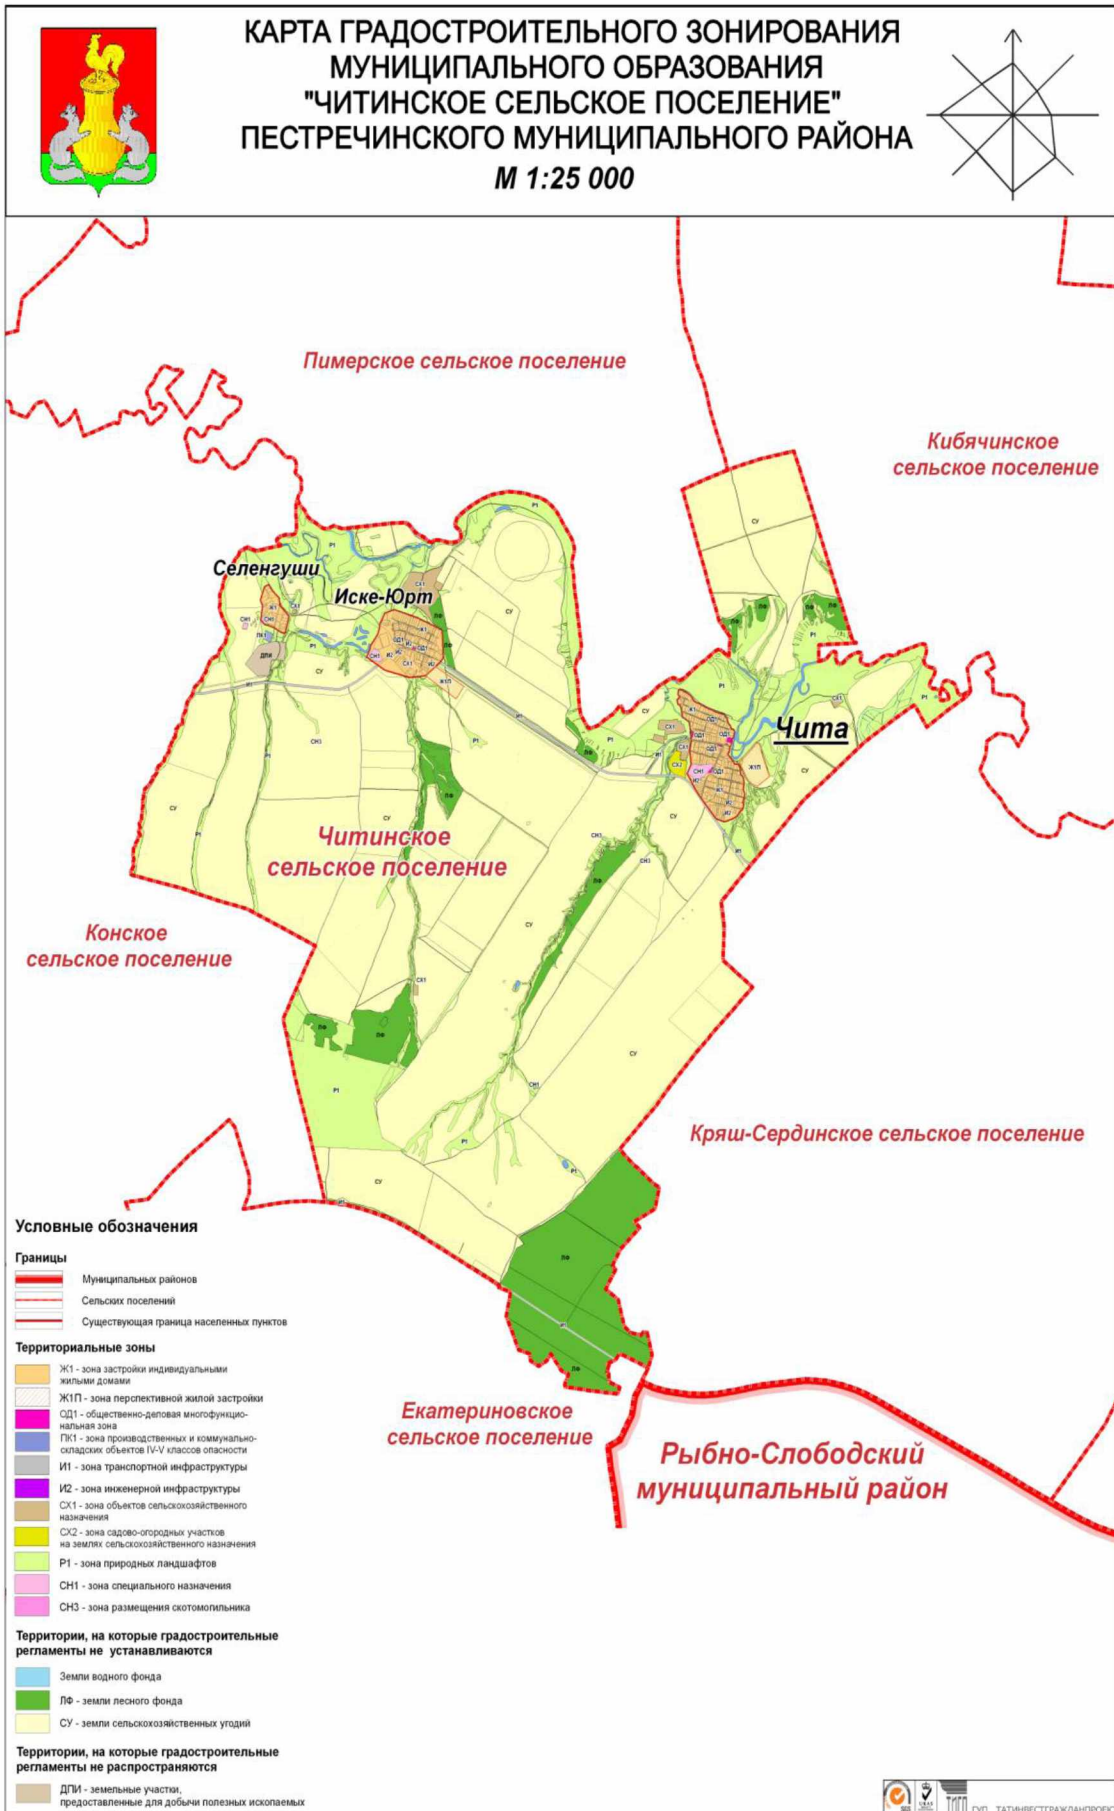 КАРТА ГРАДОСТРОИТЕЛЬНОГО ЗОНИРОВАНИЯ
МУНИЦИПАЛЬНОГО ОБРАЗОВАНИЯ
"ЧИТИНСКОЕ СЕЛЬСКОЕ ПОСЕЛЕНИЕ"
ПЕСТРЕЧИНСКОГО МУНИЦИПАЛЬНОГО РАЙОНА
М 1:25 000
Пимерское сельское поселение
Кибячинское
сельское поселение
Селенгуши
Иске-Юрт
Чита
Читинское
сельское поселение
Конское
сельское поселение
Кряш-Сердинское сельское поселение
Екатериновское
сельское поселение
Рыбно-Слободский
муниципальный район
Условные обозначения
Границы
Муниципальных районов
Сельских поселений
Существующая граница населенных пунктов
Территориальные зоны
Ж1 - зона застройки индивидуальными
жилыми домами
Ж1П - зона перспективной жилой застройки
ОД1 - общественно-деловая многофункцио-
нальная зона
ПК1 - зона производственных и коммунально-
складских объектов IV-V классов опасности
И1 - зона транспортной инфраструктуры
И2 - зона инженерной инфраструктуры
СХ1 - зона объектов сельскохозяйственного
назначения
СХ2 - зона садово-огородных участков
на землях сельскохозяйственного назначения
Р1 - зона природных ландшафтов
СН1 - зона специального назначения
СН3 - зона размещения скотомогильника
Территории, на которые градостроительные
регламенты не устанавливаются
Земли водного фонда
ЛФ - земли лесного фонда
СУ - земли сельскохозяйственных угодий
Территории, на которые градостроительные
регламенты не распространяются
ДПИ - земельные участки,
предоставленные для добычи полезных ископаемых